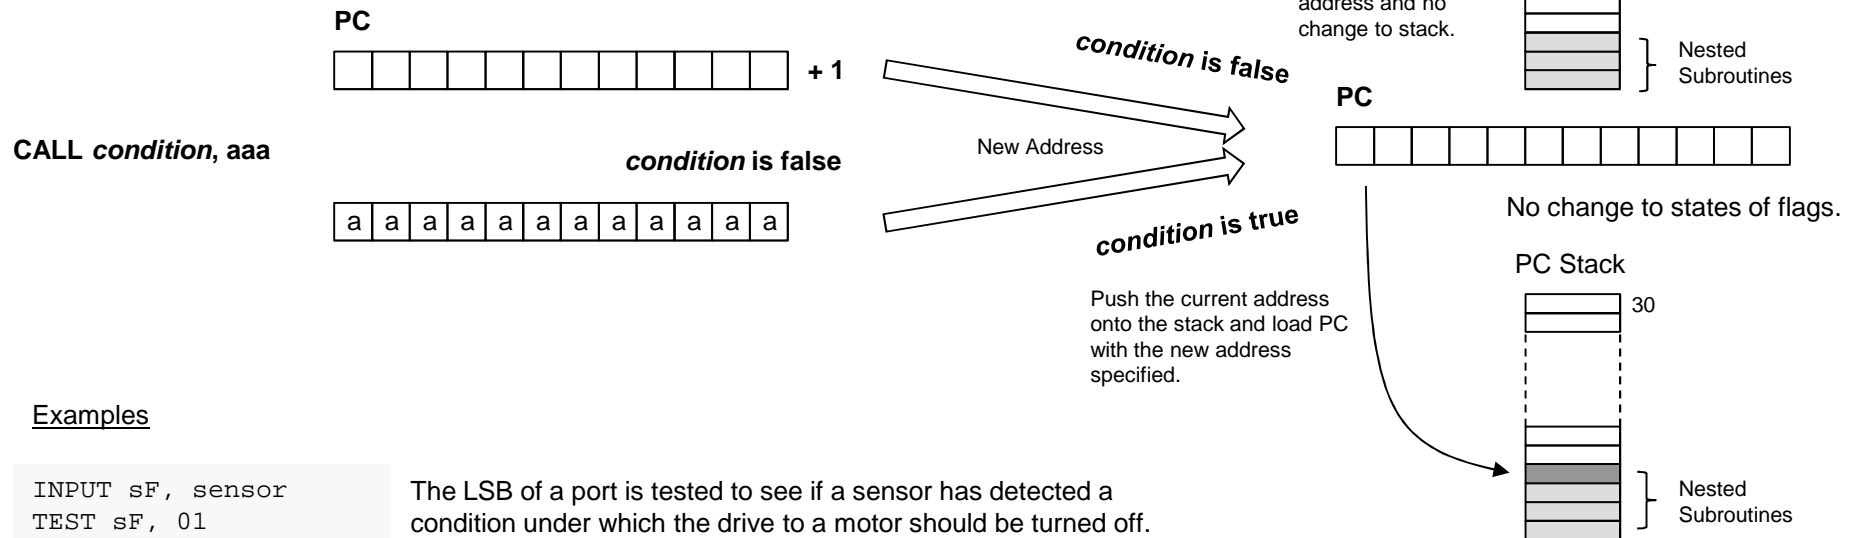 address and no
change to stack.
PC
+ 1
condition is false
Nested
Subroutines
PC
CALL condition, aaa
condition is false
New Address
a a a a a a a a a a a a
condition is true
No change to states of flags.
PC Stack
30
Push the current address
onto the stack and load PC
with the new address
specified.
Examples
INPUT sF, sensor
TEST sF, 01
The LSB of a port is tested to see if a sensor has detected a
condition under which the drive to a motor should be turned off.
Nested
Subroutines